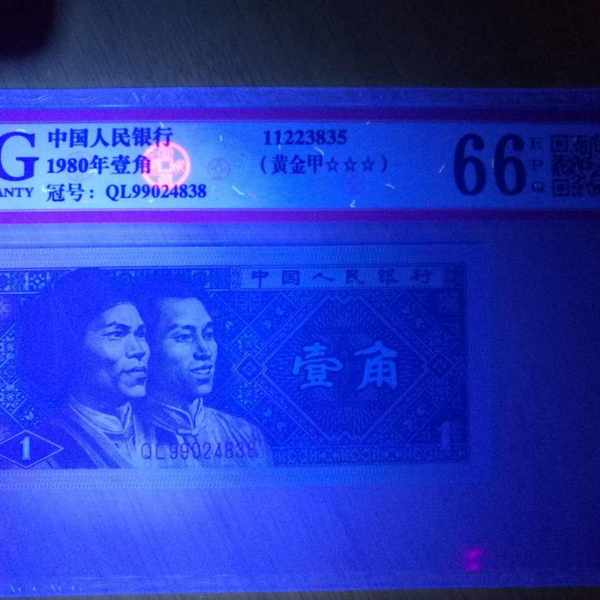 G
中国人民银行
11223835
1980年壹角
(黄金甲☆☆☆)
ANTY
冠号: QL99024838
66
E
P
Q
中国人民银行
壹角
1
QL99024838
1